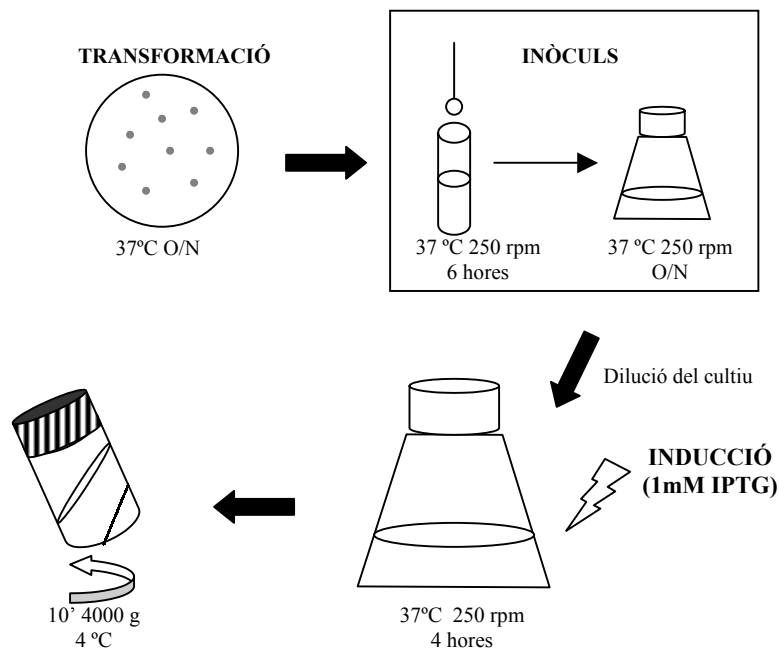 TRANSFORMACIÓ
37ºC O/N
INÒCULS
37 ºC 250 rpm
6 hores
37 ºC 250 rpm
O/N
Dilució del cultiu
INDUCCIÓ
(1mM IPTG)
37ºC 250 rpm
4 hores
10’ 4000 g
4 ºC